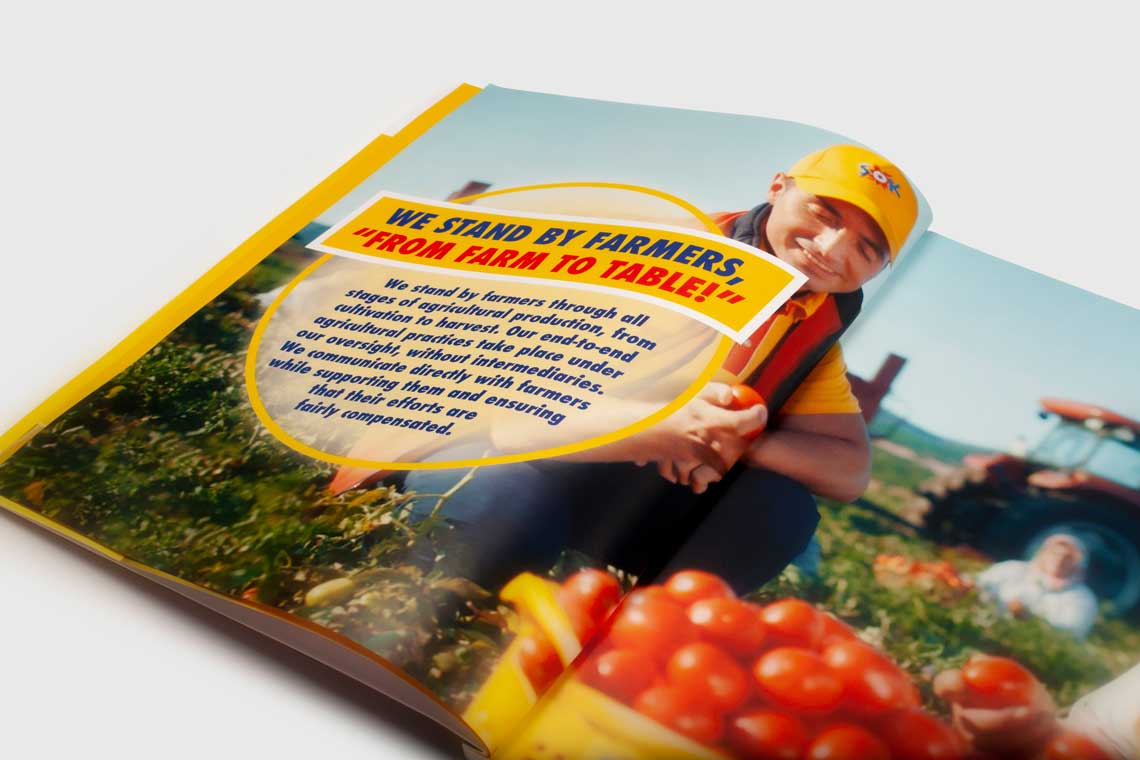 ŞOK
WE STAND BY FARMERS,
“FROM FARM TO TABLE!”
We stand by farmers through all
stages of agricultural production, from
cultivation to harvest. Our end-to-end
agricultural practices take place under
our oversight, without intermediaries.
We communicate directly with farmers
while supporting them and ensuring
that their efforts are
fairly compensated.